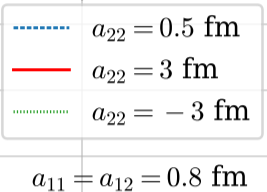 a₂₂ = 0.5 fm
a₂₂ = 3 fm
a₂₂ = −3 fm
a₁₁ = a₁₂ = 0.8 fm